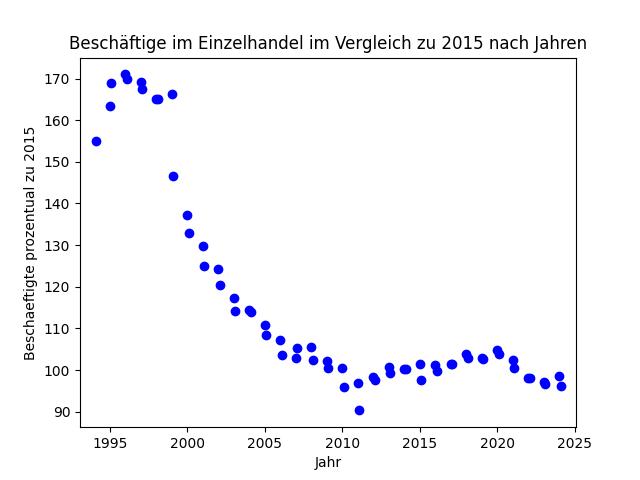 Beschäftige im Einzelhandel im Vergleich zu 2015 nach Jahren
170
160
150
140
130
120
110
100
90
Beschaeftigte prozentual zu 2015
1995 2000 2005 2010 2015 2020 2025
Jahr